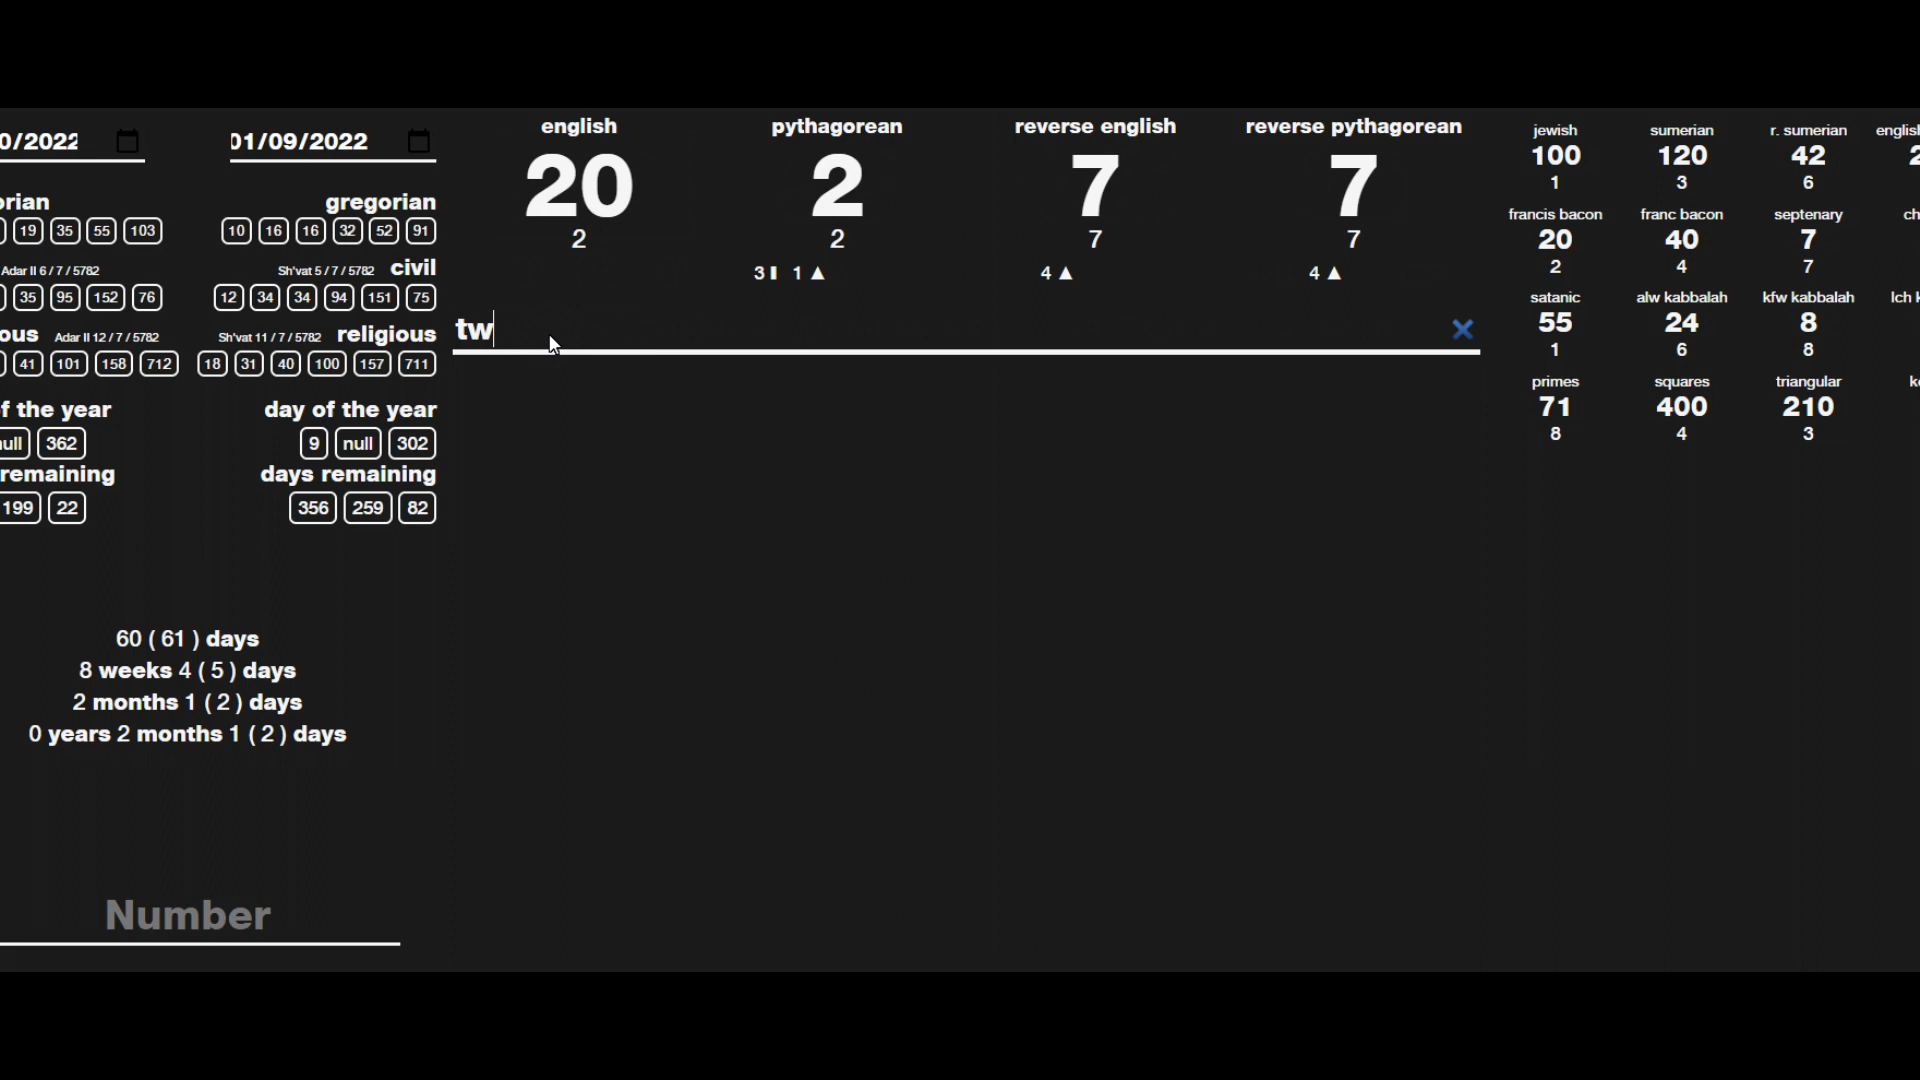 0/2022
01/09/2022
orian
gregorian
19 35 55 103
10 16 16 32 52 91
Adar II 6 / 7 / 5782
Sh'vat 5 / 7 / 5782 civil
35 95 152 76
12 34 34 94 151 75
ous Adar II 12 / 7 / 5782
Sh'vat 11 / 7 / 5782 religious
41 101 158 712
18 31 40 100 157 711
f the year
day of the year
null 362
9 null 302
remaining
days remaining
199 22
356 259 82
60 ( 61 ) days
8 weeks 4 ( 5 ) days
2 months 1 ( 2 ) days
0 years 2 months 1 ( 2 ) days
Number
english
20
2
pythagorean
2
2
3 ▮ 1 ▲
reverse english
7
7
4 ▲
reverse pythagorean
7
7
4 ▲
tw
jewish
100
1
sumerian
120
3
r. sumerian
42
6
english
2
francis bacon
20
2
franc bacon
40
4
septenary
7
7
ch
satanic
55
1
alw kabbalah
24
6
kfw kabbalah
8
8
lch k
primes
71
8
squares
400
4
triangular
210
3